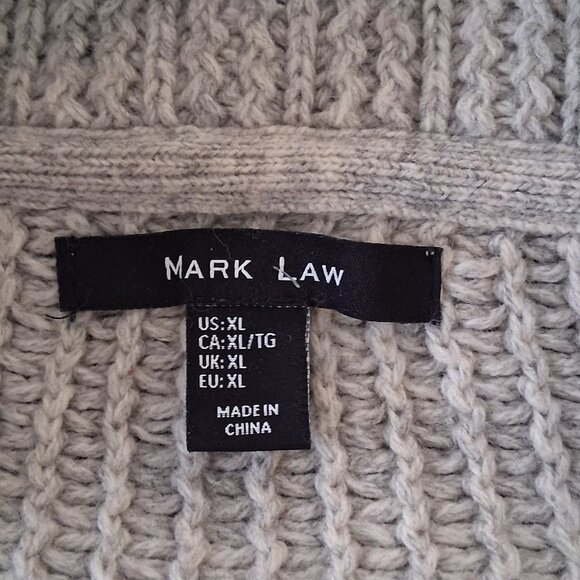 MARK LAW
US:XL
CA:XL/TG
UK:XL
EU:XL
MADE IN
CHINA